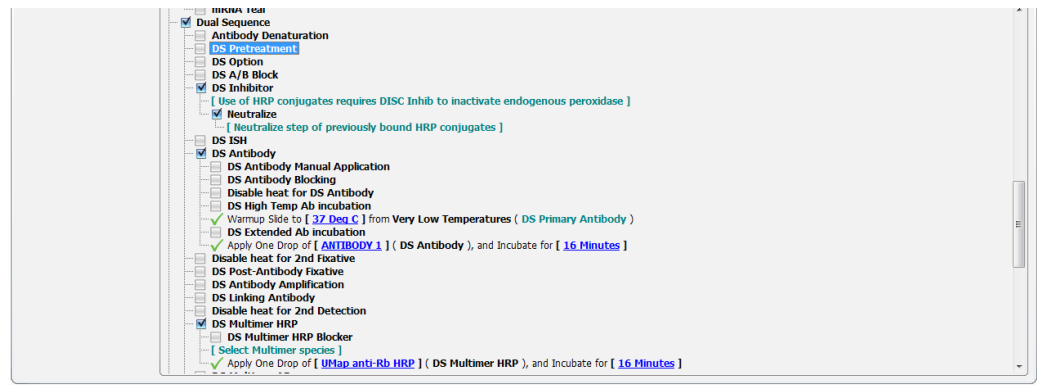 mRNA Teal
Dual Sequence
Antibody Denaturation
DS Pretreatment
DS Option
DS A/B Block
DS Inhibitor
[ Use of HRP conjugates requires DISC Inhib to inactivate endogenous peroxidase ]
Neutralize
[ Neutralize step of previously bound HRP conjugates ]
DS ISH
DS Antibody
DS Antibody Manual Application
DS Antibody Blocking
Disable heat for DS Antibody
DS High Temp Ab incubation
Warmup Slide to [ 37 Deg C ] from Very Low Temperatures ( DS Primary Antibody )
DS Extended Ab incubation
Apply One Drop of [ ANTIBODY 1 ] ( DS Antibody ), and Incubate for [ 16 Minutes ]
Disable heat for 2nd Fixative
DS Post-Antibody Fixative
DS Antibody Amplification
DS Linking Antibody
Disable heat for 2nd Detection
DS Multimer HRP
DS Multimer HRP Blocker
[ Select Multimer species ]
Apply One Drop of [ UMap anti-Rb HRP ] ( DS Multimer HRP ), and Incubate for [ 16 Minutes ]